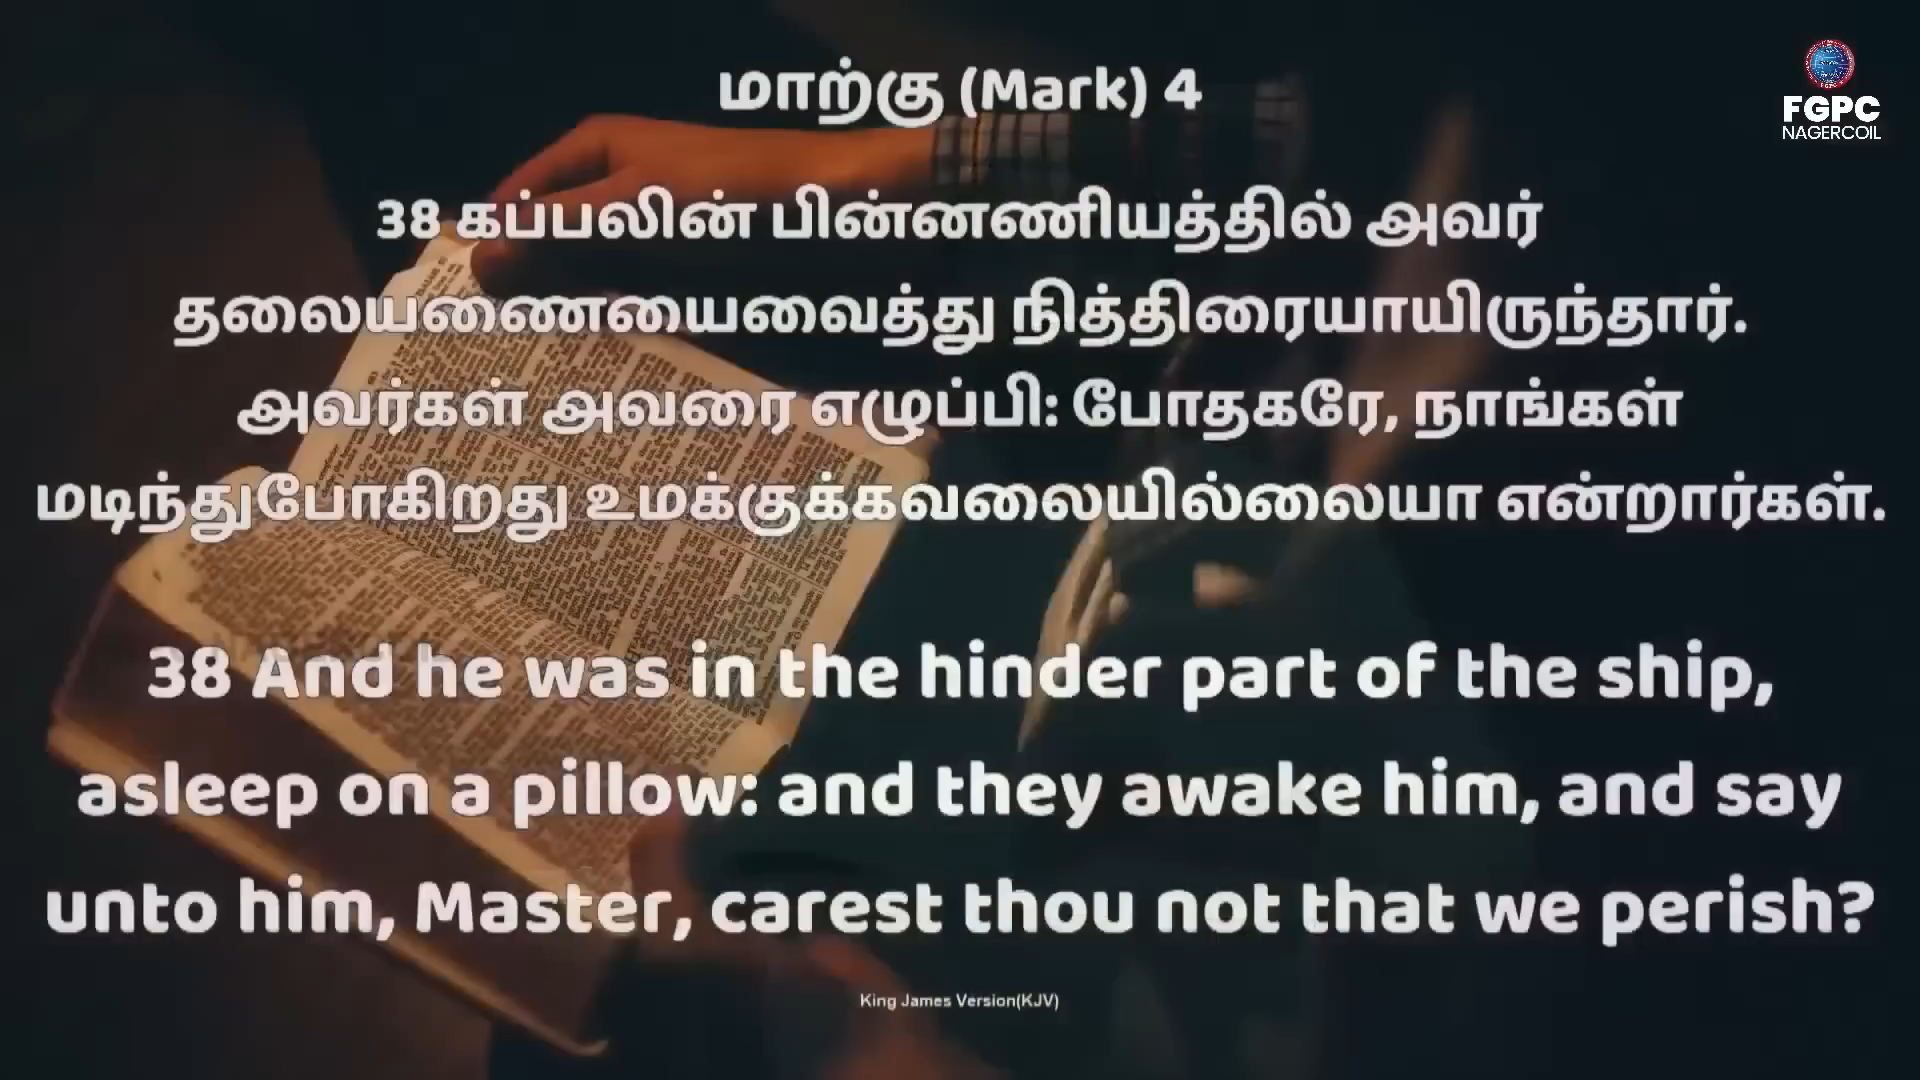 மாற்கு (Mark) 4
FGPC
NAGERCOIL
38 கப்பலின் பின்னணியத்தில் அவர்
தலையணையைவைத்து நித்திரையாயிருந்தார்.
அவர்கள் அவரை எழுப்பி: போதகரே, நாங்கள்
மடிந்துபோகிறது உமக்குக்கவலையில்லையா என்றார்கள்.
38 And he was in the hinder part of the ship,
asleep on a pillow: and they awake him, and say
unto him, Master, carest thou not that we perish?
King James Version(KJV)